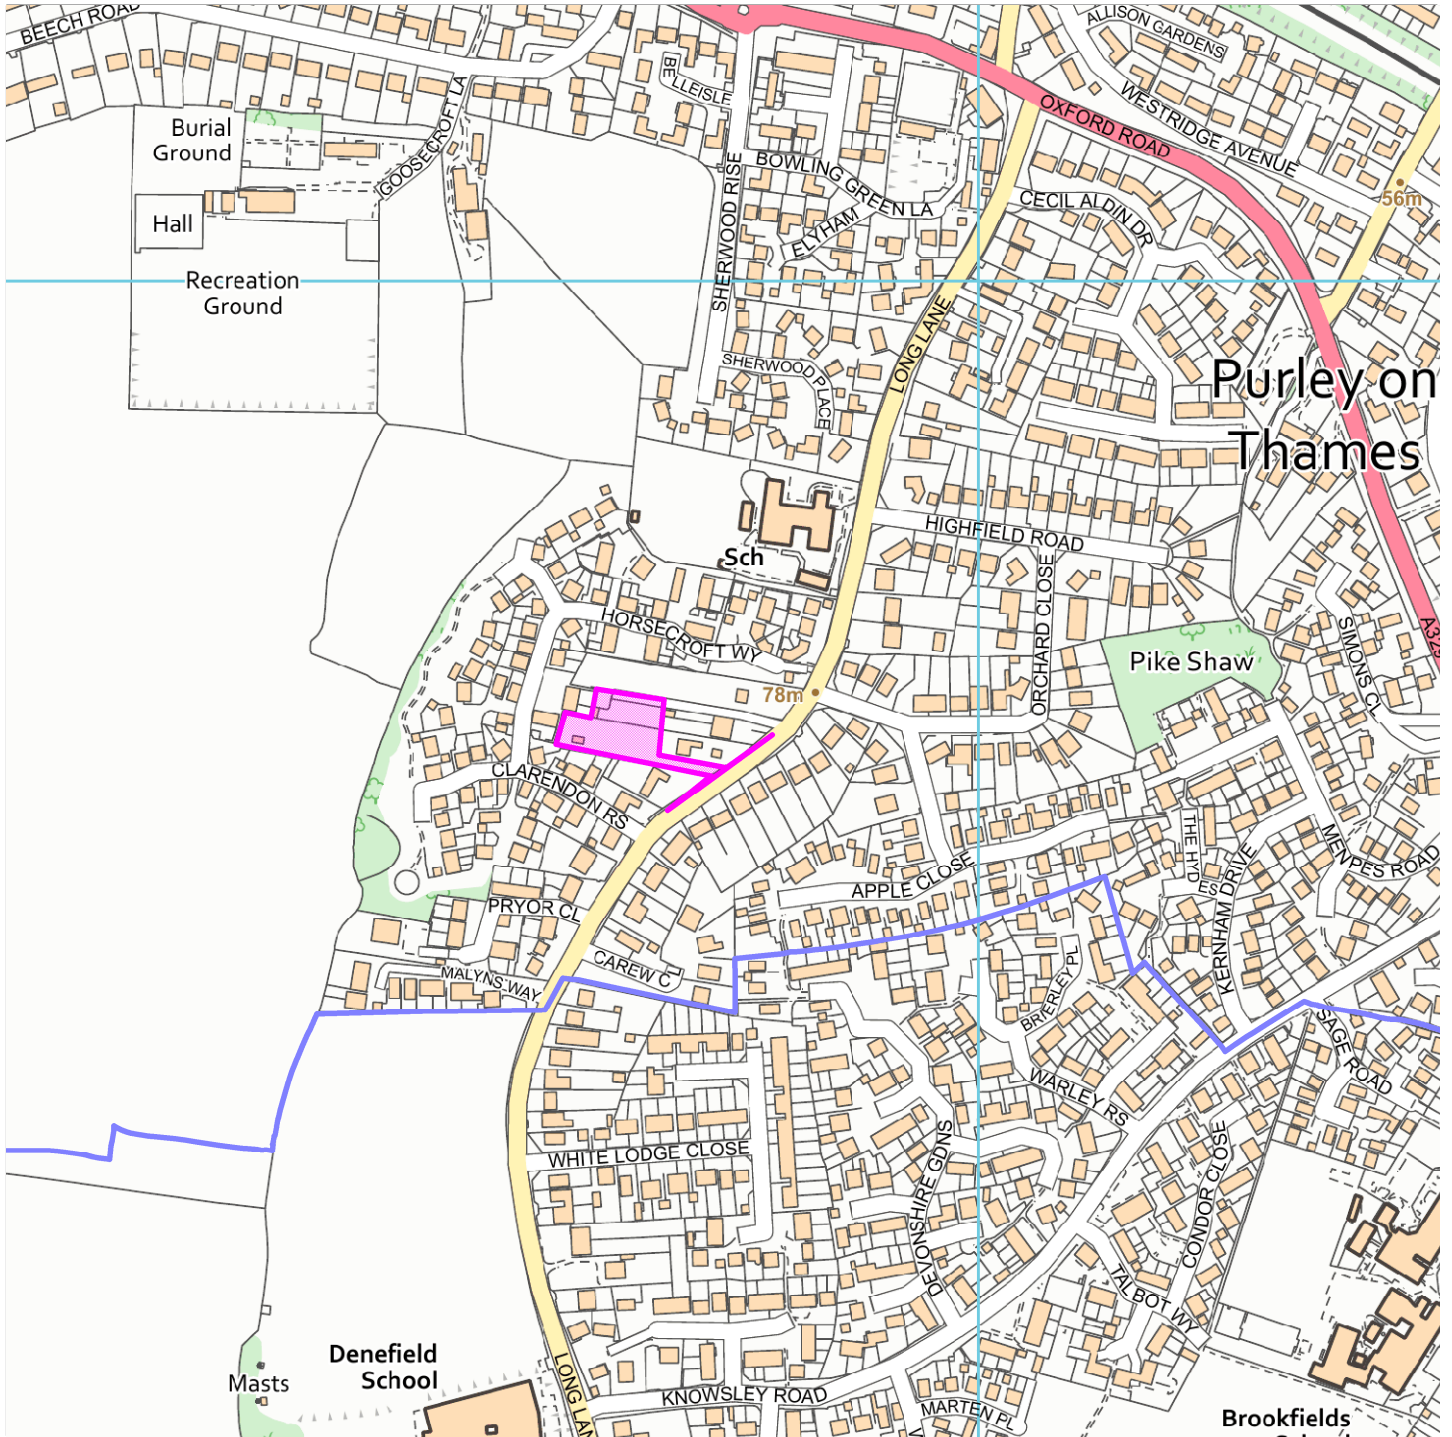 BEECH ROAD
ALLISON GARDENS
BELLEISLE
WESTRIDGE AVENUE
OXFORD ROAD
Burial
Ground
GOOSECROFT LA
SHERWOOD RISE
BOWLING GREEN LA
56m
CECIL ALDIN DR
Hall
ELYHAM
Recreation
Ground
LONG LANE
SHERWOOD PLACE
Purley on
Thames
HIGHFIELD ROAD
Sch
ORCHARD CLOSE
HORSECROFT WY
SIMONS CL
A329
Pike Shaw
78m
CLARENDON RS
THE HYDES
MENPES ROAD
APPLE CLOSE
KERNHAM DRIVE
PRYOR CL
CAREW C
MALYNS WAY
BRIERLEY PL
SAGE ROAD
WARLEY RS
WHITE LODGE CLOSE
DEVONSHIRE GDNS
CONDOR CLOSE
TALBOT WY
Denefield
School
Masts
LONG LAN
KNOWSLEY ROAD
MARTEN PL
Brookfields